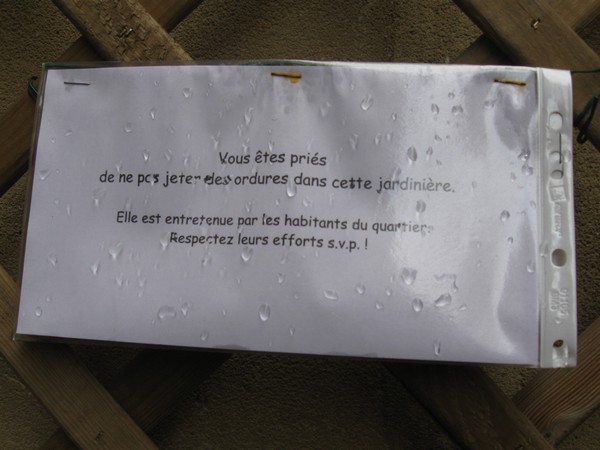 Vous êtes priés
de ne pas jeter des ordures dans cette jardinière.
Elle est entretenue par les habitants du quartier.
Respectez leurs efforts s.v.p. !